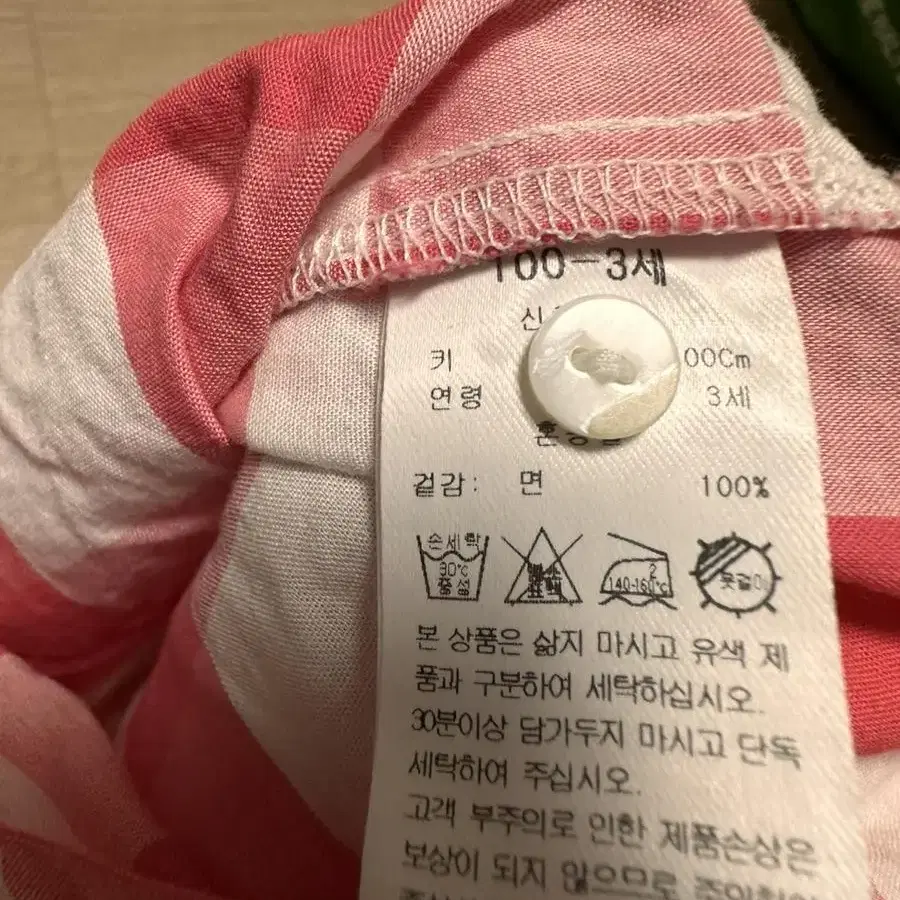 100-3세
키 00Cm
연령 3세
겉감: 면 100%
손세탁
30℃
중성
2
140-160℃
옷걸이
본 상품은 삶지 마시고 유색 제
품과 구분하여 세탁하십시오.
30분이상 담가두지 마시고 단독
세탁하여 주십시오.
고객 부주의로 인한 제품손상은
보상이 되지 않으므로